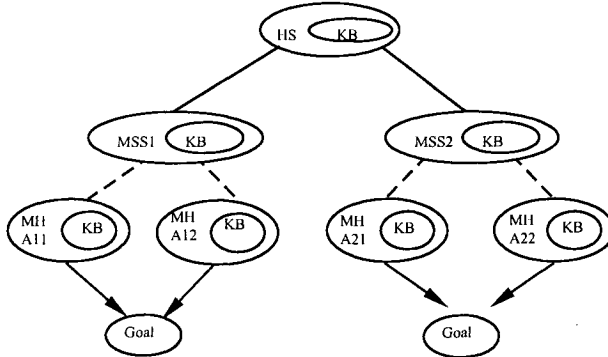 HS KB
MSS1 KB
MSS2 KB
MH
A11 KB
MH
A12 KB
MH
A21 KB
MH
A22 KB
Goal
Goal